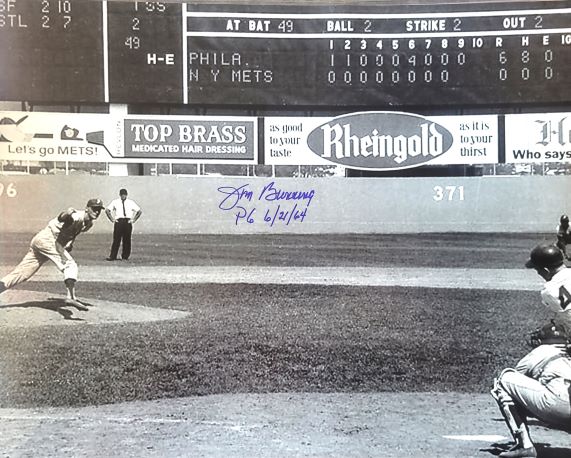 SF 2 10
STL 2 7
TSS
2
49
H-E
AT BAT 49 BALL 2 STRIKE 2 OUT 2
1 2 3 4 5 6 7 8 9 10 R H E 10
PHILA. 1 1 0 0 0 4 0 0 0 6 8 0
N Y METS 0 0 0 0 0 0 0 0 0 0 0 0
Let's go METS!
TOP BRASS
MEDICATED HAIR DRESSING
as good
to your
taste
Rheingold
as it is
to your
thirst
Who says
371
Jim Bunning
PG 6/21/64